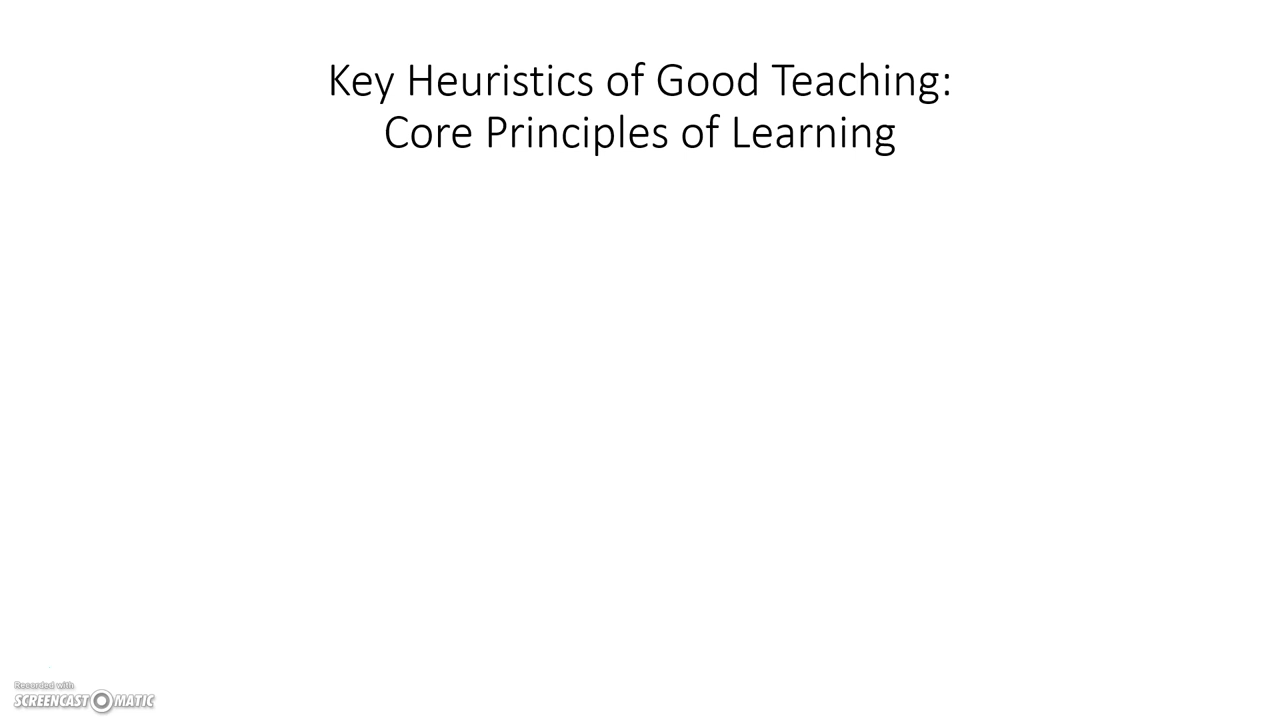 Key Heuristics of Good Teaching:
Core Principles of Learning
Recorded with
SCREENCAST MATIC